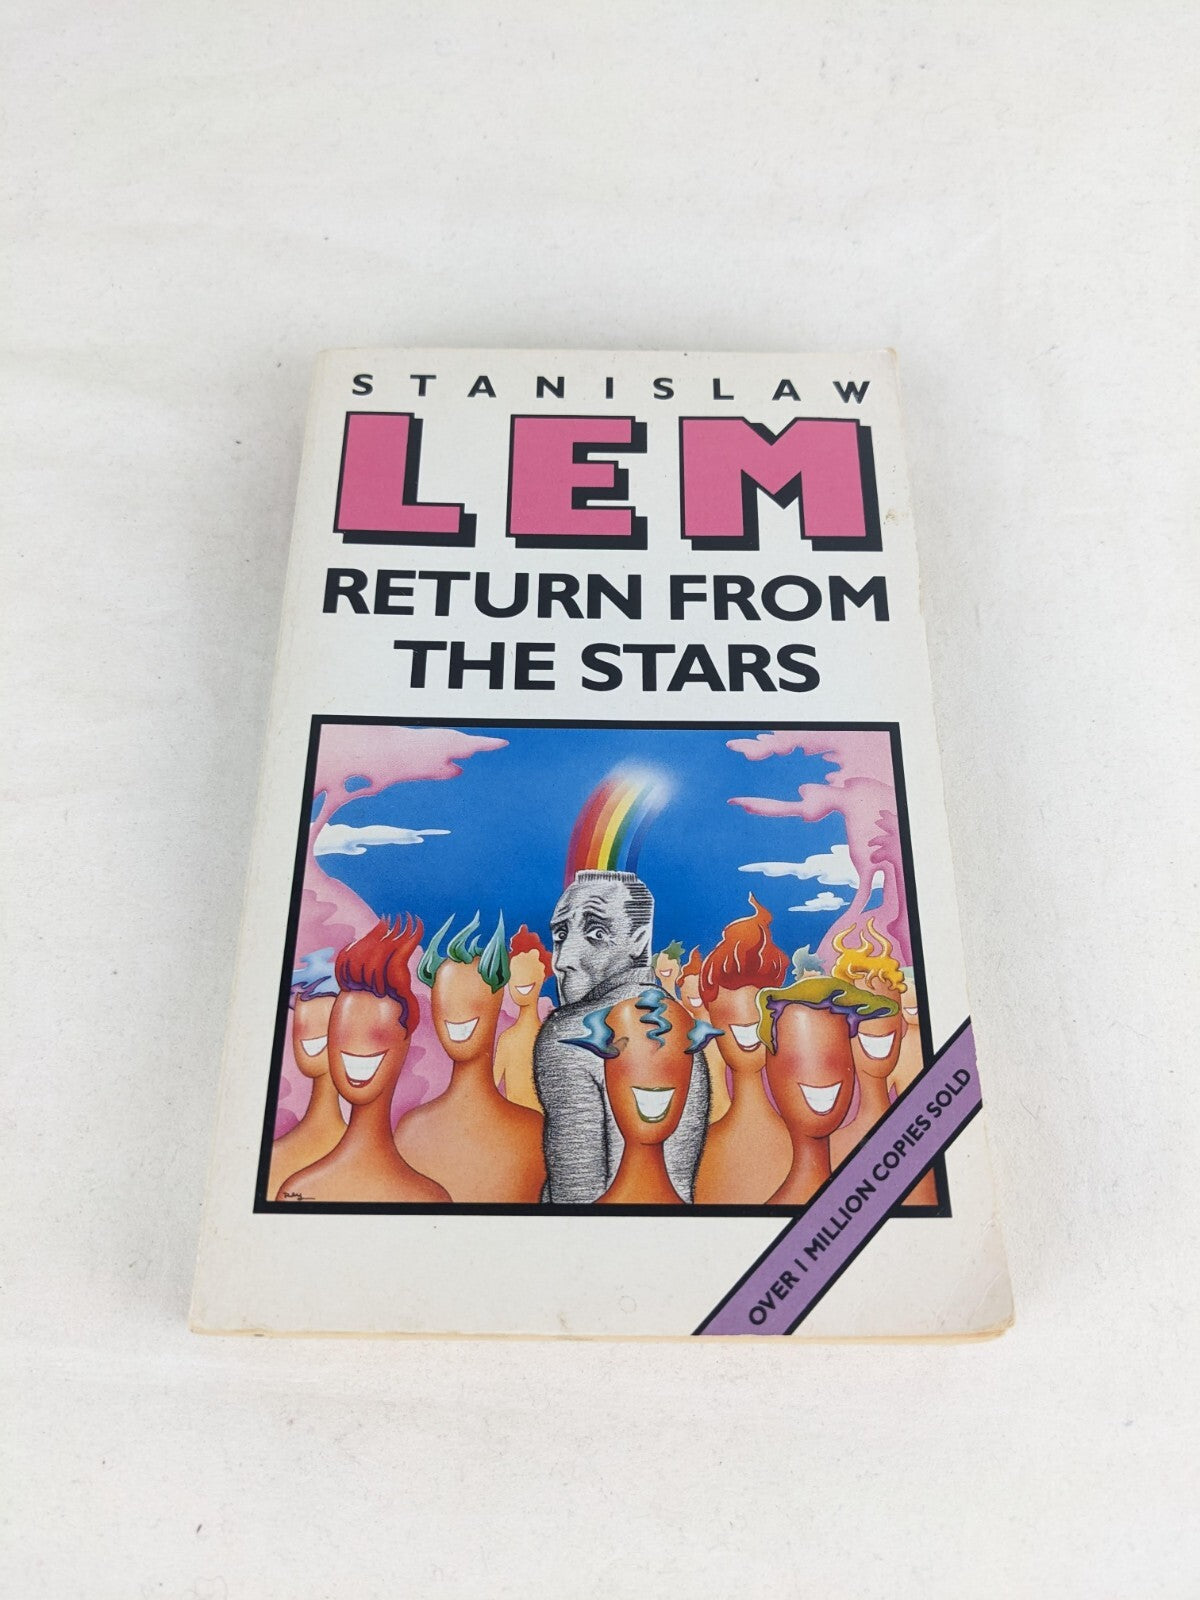 STANISLAW
LEM
RETURN FROM
THE STARS
OVER 1 MILLION COPIES SOLD